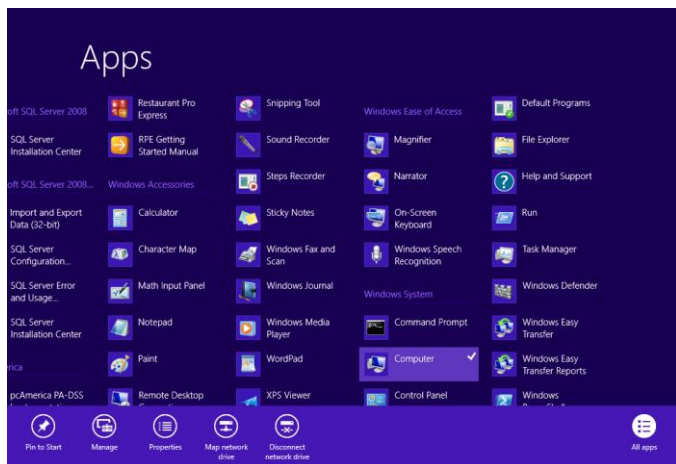 Apps
oft SQL Server 2008
SQL Server
Installation Center
oft SQL Server 2008...
Import and Export
Data (32-bit)
SQL Server
Configuration...
SQL Server Error
and Usage...
SQL Server
Installation Center
erica
pcAmerica PA-DSS
Restaurant Pro
Express
RPE Getting
Started Manual
Windows Accessories
Calculator
Character Map
Math Input Panel
Notepad
Paint
Remote Desktop
Snipping Tool
Sound Recorder
Steps Recorder
Sticky Notes
Windows Fax and
Scan
Windows Journal
Windows Media
Player
WordPad
XPS Viewer
Windows Ease of Access
Magnifier
Narrator
On-Screen
Keyboard
Windows Speech
Recognition
Windows System
Command Prompt
Computer
Control Panel
Default Programs
File Explorer
Help and Support
Run
Task Manager
Windows Defender
Windows Easy
Transfer
Windows Easy
Transfer Reports
Windows
Pin to Start
Manage
Properties
Map network
drive
Disconnect
network drive
All apps